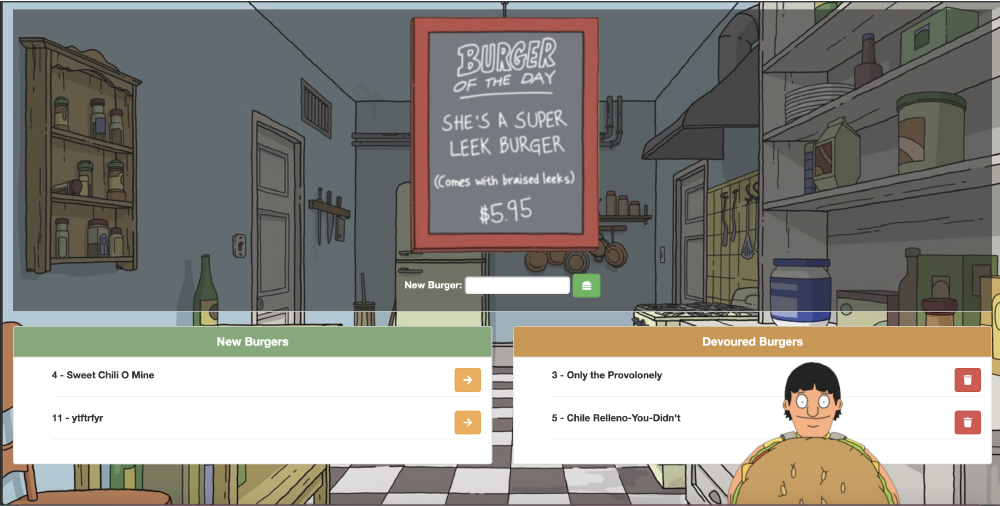 BURGER
OF THE DAY
SHE'S A SUPER
LEEK BURGER
(Comes with braised leeks)
$5.95
New Burger:
New Burgers
4 - Sweet Chili O Mine
11 - ytftrfyr
Devoured Burgers
3 - Only the Provolonely
5 - Chile Relleno-You-Didn't